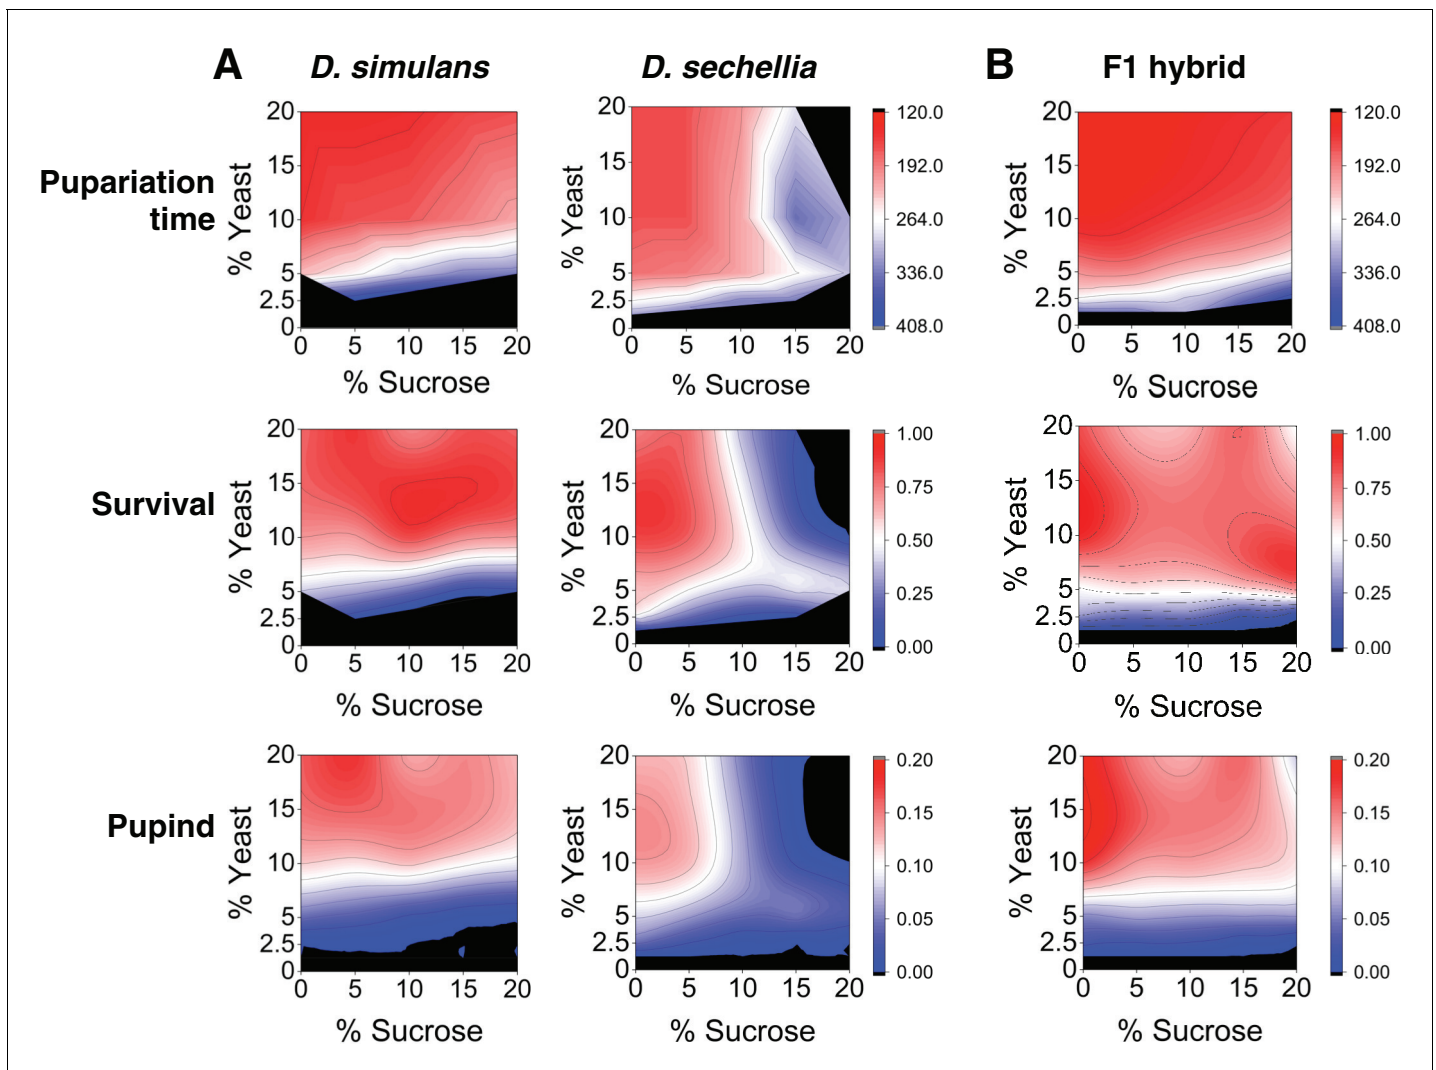 A
D. simulans
D. sechellia
B
F1 hybrid
Pupariation
time
% Yeast
20
15
10
5
2.5
0
0 5 10 15 20
% Sucrose
% Yeast
20
15
10
5
2.5
0
0 5 10 15 20
% Sucrose
120.0
192.0
264.0
336.0
408.0
% Yeast
20
15
10
5
2.5
0
0 5 10 15 20
% Sucrose
120.0
192.0
264.0
336.0
408.0
Survival
% Yeast
20
15
10
5
2.5
0
0 5 10 15 20
% Sucrose
% Yeast
20
15
10
5
2.5
0
0 5 10 15 20
% Sucrose
1.00
0.75
0.50
0.25
0.00
% Yeast
20
15
10
5
2.5
0
0 5 10 15 20
% Sucrose
1.00
0.75
0.50
0.25
0.00
Pupind
% Yeast
20
15
10
5
2.5
0
0 5 10 15 20
% Sucrose
% Yeast
20
15
10
5
2.5
0
0 5 10 15 20
% Sucrose
0.20
0.15
0.10
0.05
0.00
% Yeast
20
15
10
5
2.5
0
0 5 10 15 20
% Sucrose
0.20
0.15
0.10
0.05
0.00